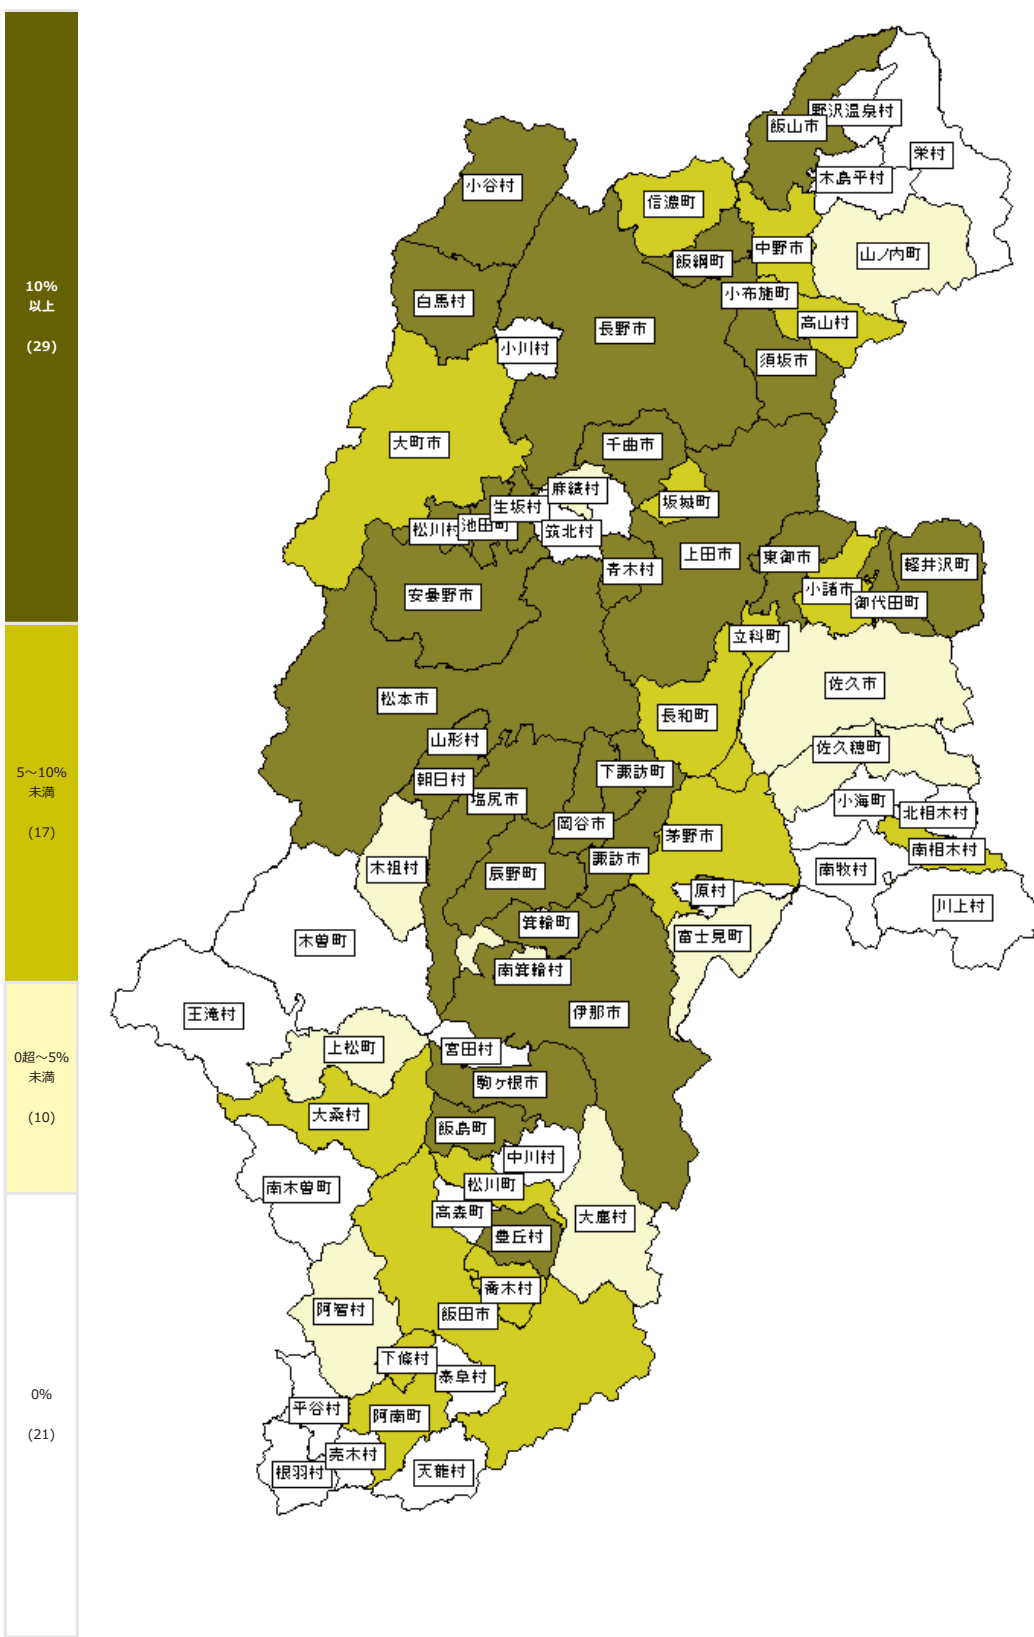 10%
以上
(29)
5～10%
未満
(17)
0超～5%
未満
(10)
0%
(21)
野沢温泉村
飯山市
栄村
木島平村
小谷村
信濃町
中野市
山ノ内町
飯綱町
白馬村
小布施町
高山村
長野市
小川村
須坂市
大町市
千曲市
麻績村
坂城町
生坂村
池田町
松川村
筑北村
上田市
東御市
青木村
軽井沢町
小諸市
御代田町
安曇野市
立科町
佐久市
松本市
長和町
山形村
佐久穂町
下諏訪町
朝日村
塩尻市
小海町
北相木村
岡谷市
茅野市
南相木村
諏訪市
木祖村
南牧村
辰野町
原村
川上村
箕輪町
富士見町
木曽町
南箕輪村
伊那市
王滝村
上松町
宮田村
駒ヶ根市
大桑村
飯島町
中川村
南木曽町
松川町
高森町
大鹿村
豊丘村
喬木村
阿智村
飯田市
下條村
泰阜村
平谷村
阿南町
売木村
根羽村
天龍村